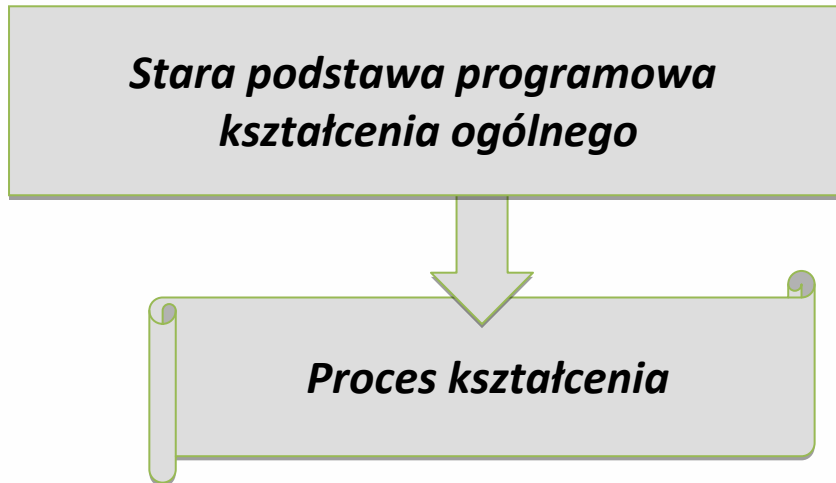 Stara podstawa programowa
kształcenia ogólnego
Proces kształcenia